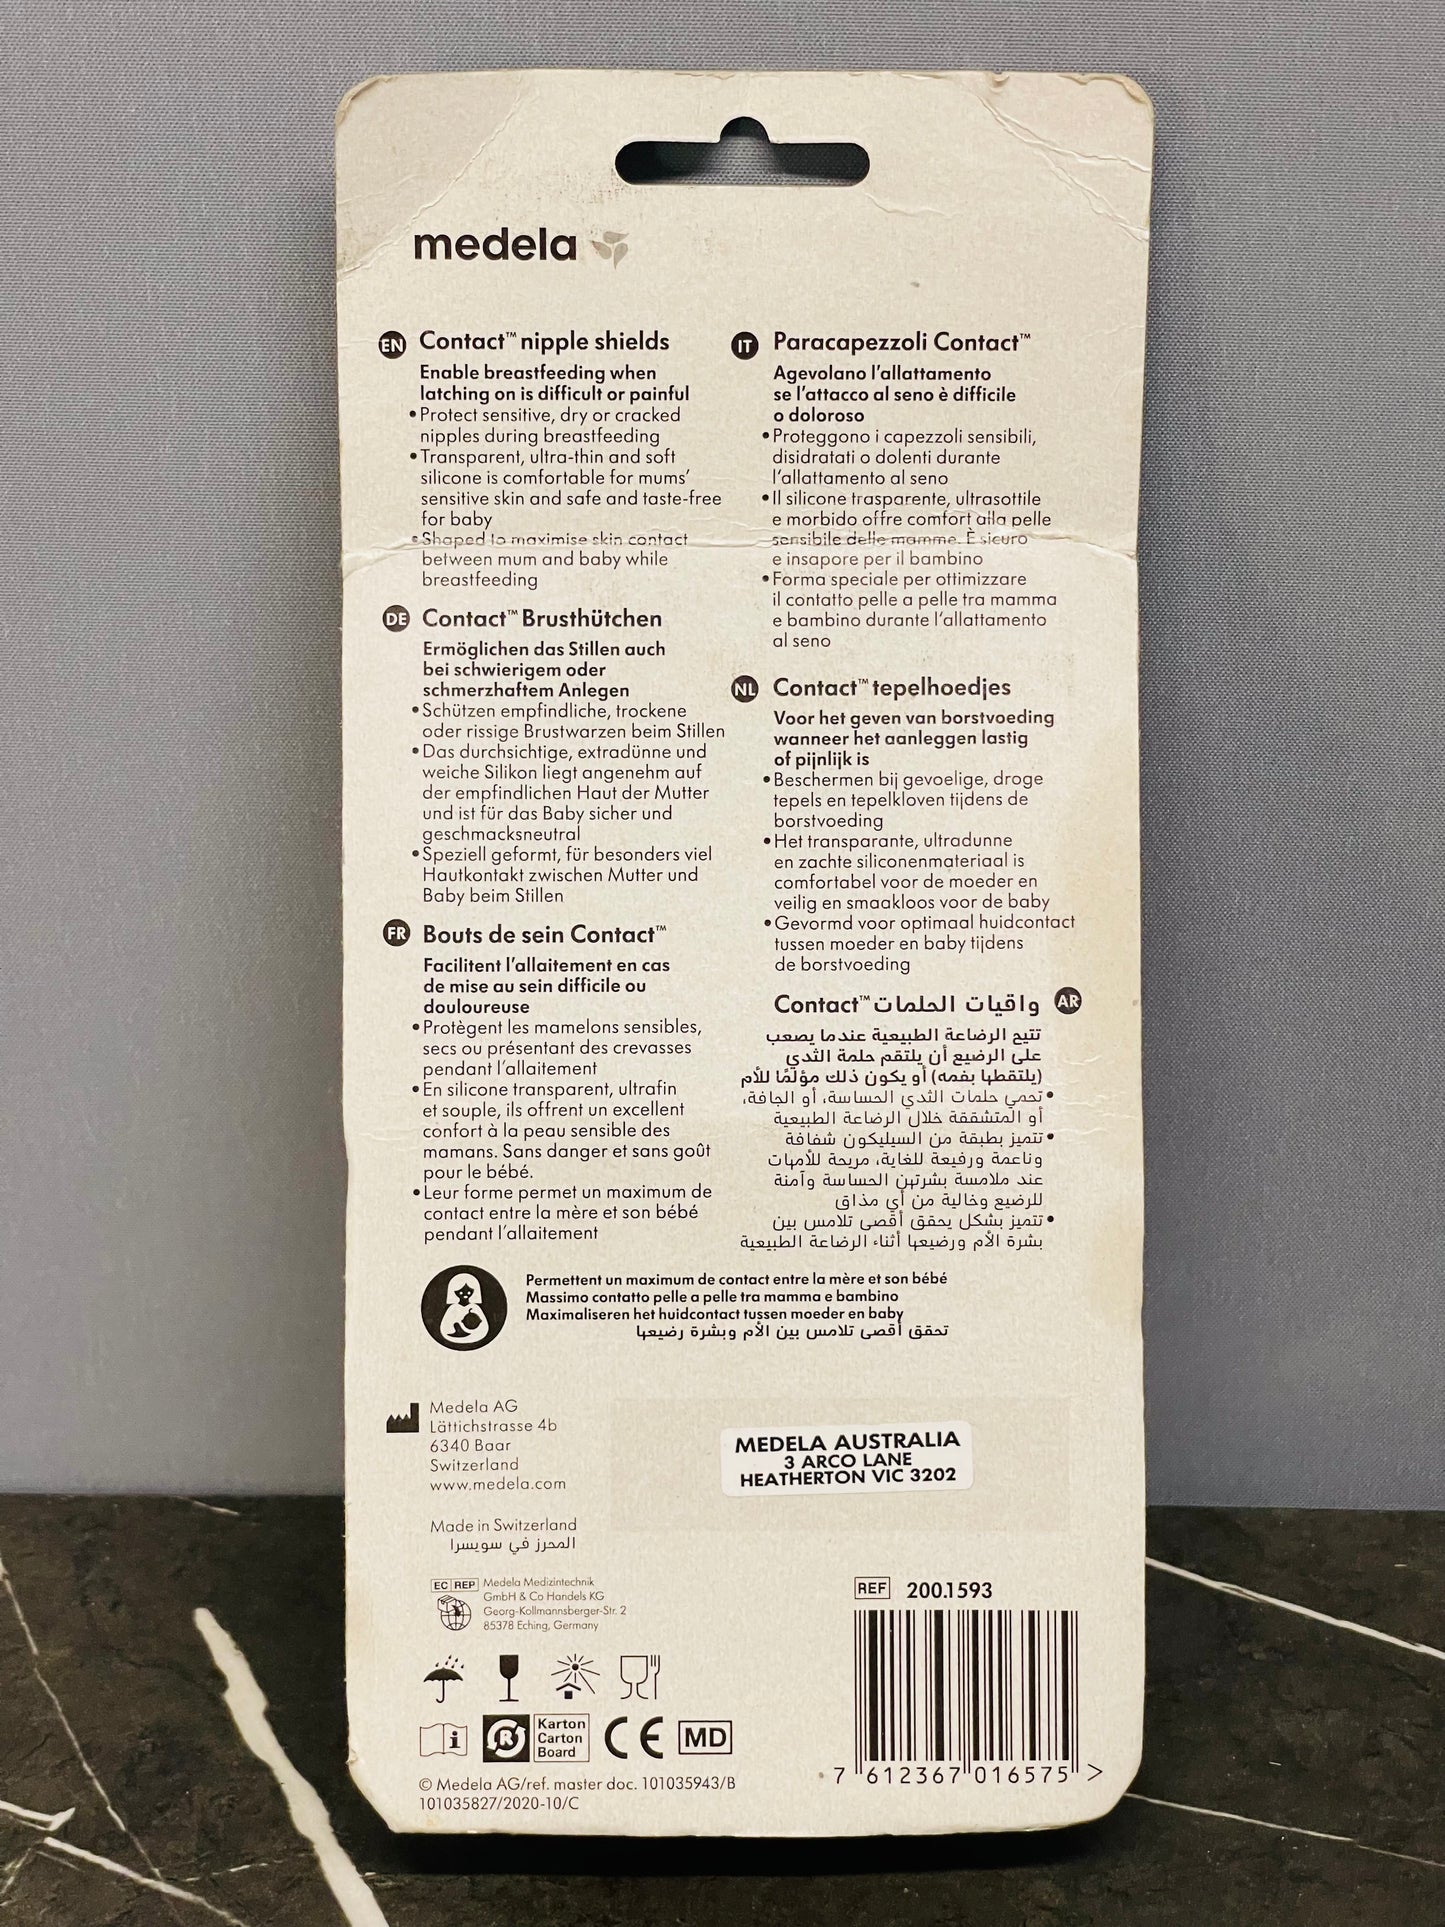 medela
EN Contact™ nipple shields
Enable breastfeeding when
latching on is difficult or painful
• Protect sensitive, dry or cracked
nipples during breastfeeding
• Transparent, ultra-thin and soft
silicone is comfortable for mums'
sensitive skin and safe and taste-free
for baby
• Shaped to maximise skin contact
between mum and baby while
breastfeeding
DE Contact™ Brusthütchen
Ermöglichen das Stillen auch
bei schwierigem oder
schmerzhaftem Anlegen
• Schützen empfindliche, trockene
oder rissige Brustwarzen beim Stillen
• Das durchsichtige, extradünne und
weiche Silikon liegt angenehm auf
der empfindlichen Haut der Mutter
und ist für das Baby sicher und
geschmacksneutral
• Speziell geformt, für besonders viel
Hautkontakt zwischen Mutter und
Baby beim Stillen
FR Bouts de sein Contact™
Facilitent l'allaitement en cas
de mise au sein difficile ou
douloureuse
• Protègent les mamelons sensibles,
secs ou présentant des crevasses
pendant l'allaitement
• En silicone transparent, ultrafin
et souple, ils offrent un excellent
confort à la peau sensible des
mamans. Sans danger et sans goût
pour le bébé.
• Leur forme permet un maximum de
contact entre la mère et son bébé
pendant l'allaitement
IT Paracapezzoli Contact™
Agevolano l'allattamento
se l'attacco al seno è difficile
o doloroso
• Proteggono i capezzoli sensibili,
disidratati o dolenti durante
l'allattamento al seno
• Il silicone trasparente, ultrasottile
e morbido offre comfort alla pelle
sensibile delle mamme. È sicuro
e insapore per il bambino
• Forma speciale per ottimizzare
il contatto pelle a pelle tra mamma
e bambino durante l'allattamento
al seno
NL Contact™ tepelhoedjes
Voor het geven van borstvoeding
wanneer het aanleggen lastig
of pijnlijk is
• Beschermen bij gevoelige, droge
tepels en tepelkloven tijdens de
borstvoeding
• Het transparante, ultradunne
en zachte siliconenmateriaal is
comfortabel voor de moeder en
veilig en smaakloos voor de baby
• Gevormd voor optimaal huidcontact
tussen moeder en baby tijdens
de borstvoeding
AR واقيات الحلمات Contact™
تتيح الرضاعة الطبيعية عندما يصعب
على الرضيع أن يلتقم حلمة الثدي
(يلتقطها بفمه) أو يكون ذلك مؤلمًا للأم
• تحمي حلمات الثدي الحساسة، أو الجافة،
أو المتشققة خلال الرضاعة الطبيعية
• تتميز بطبقة من السيليكون شفافة
وناعمة ورفيعة للغاية، مريحة للأمهات
عند ملامسة بشرتهن الحساسة وآمنة
للرضيع وخالية من أي مذاق
• تتميز بشكل يحقق أقصى تلامس بين
بشرة الأم ورضيعها أثناء الرضاعة الطبيعية
Permettent un maximum de contact entre la mère et son bébé
Massimo contatto pelle a pelle tra mamma e bambino
Maximaliseren het huidcontact tussen moeder en baby
تحقق أقصى تلامس بين الأم وبشرة رضيعها
Medela AG
Lättichstrasse 4b
6340 Baar
Switzerland
www.medela.com
MEDELA AUSTRALIA
3 ARCO LANE
HEATHERTON VIC 3202
Made in Switzerland
المحرز في سويسرا
EC REP Medela Medizintechnik
GmbH & Co Handels KG
Georg-Kollmannsberger-Str. 2
85378 Eching, Germany
REF 200.1593
i
R
Karton
Carton
Board
CE
MD
7 612367 016575 >
© Medela AG/ref. master doc. 101035943/B
101035827/2020-10/C